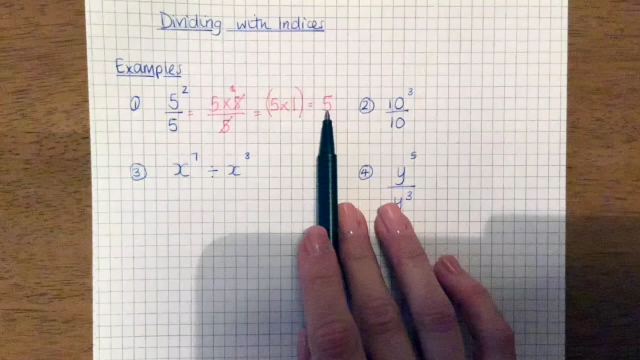 Dividing with Indices
Examples
① 5²/5 = 5×5/5 = (5×1) = 5
② 10³/10
③ x⁷ ÷ x³
④ y⁵/y³